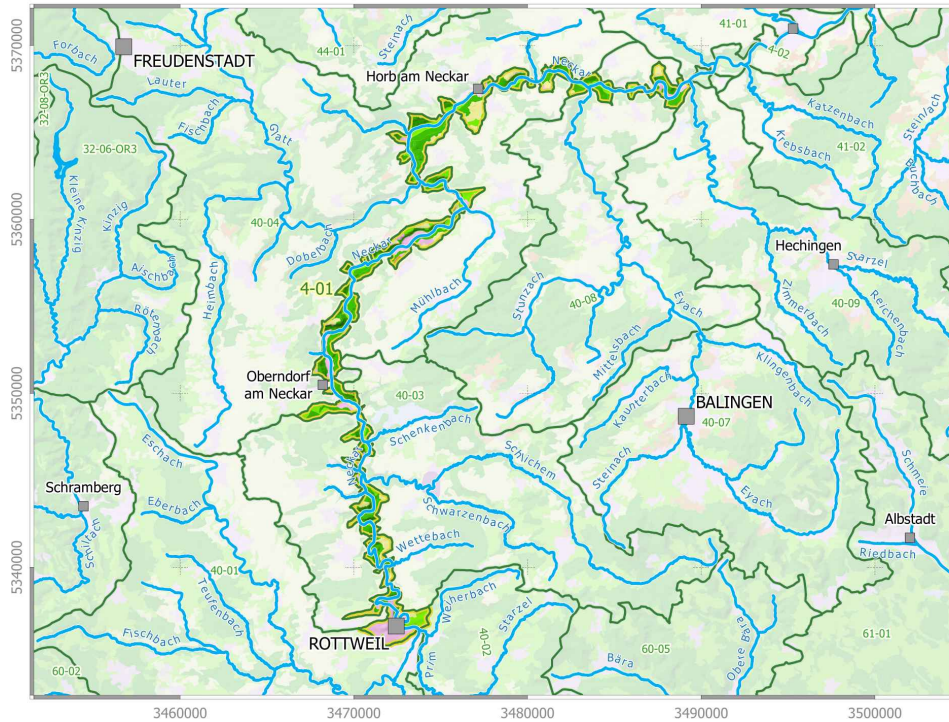 5370000
5360000
5350000
5340000
3460000
3470000
3480000
3490000
3500000
Forbach
FREUDENSTADT
44-01
Steinach
41-01
4-02
Horb am Neckar
Neckar
32-08-OR3
Lauter
Fischbach
Glatt
Katzenbach
Steinlach
32-06-OR3
Krebsbach
41-02
Buchbach
Kleine Kinzig
Kinzig
40-04
Dobelbach
Neckar
Hechingen
Starzel
Aischbach
4-01
Mühlbach
Stunzach
40-08
Eyach
Zimmerbach
40-09
Reichenbach
Rötenbach
Heimbach
Mittelsbach
Klingenbach
Oberndorf
am Neckar
40-03
Kaunterbach
BALINGEN
40-07
Schenkenbach
Eschach
Neckar
Schlichem
Steinach
Schmeie
Schramberg
Eberbach
Schwarzenbach
Eyach
Albstadt
Schiltach
Wettebach
Riedbach
40-01
Teufenbach
Weiherbach
Starzel
Obere Bära
Fischbach
ROTTWEIL
Prim
40-02
60-02
Bära
60-05
61-01